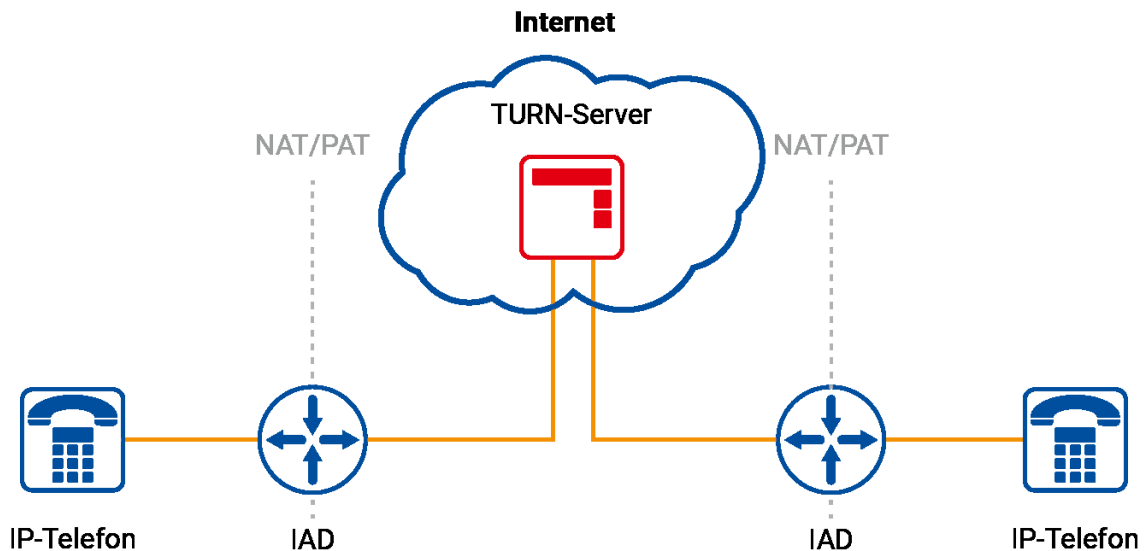 Internet
TURN-Server
NAT/PAT
NAT/PAT
IP-Telefon
IAD
IAD
IP-Telefon